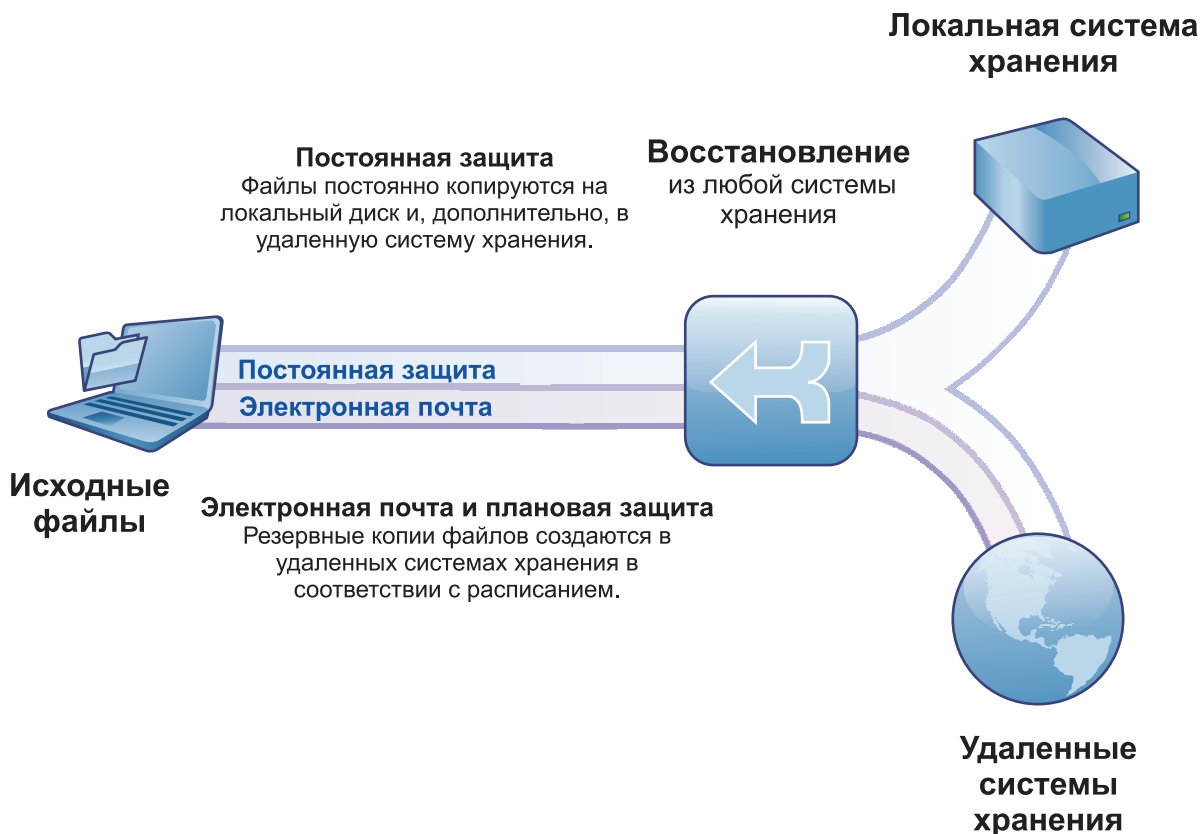 Локальная система
хранения
Постоянная защита
Файлы постоянно копируются на
локальный диск и, дополнительно, в
удаленную систему хранения.
Восстановление
из любой системы
хранения
Постоянная защита
Электронная почта
Исходные
файлы
Электронная почта и плановая защита
Резервные копии файлов создаются в
удаленных системах хранения в
соответствии с расписанием.
Удаленные
системы
хранения